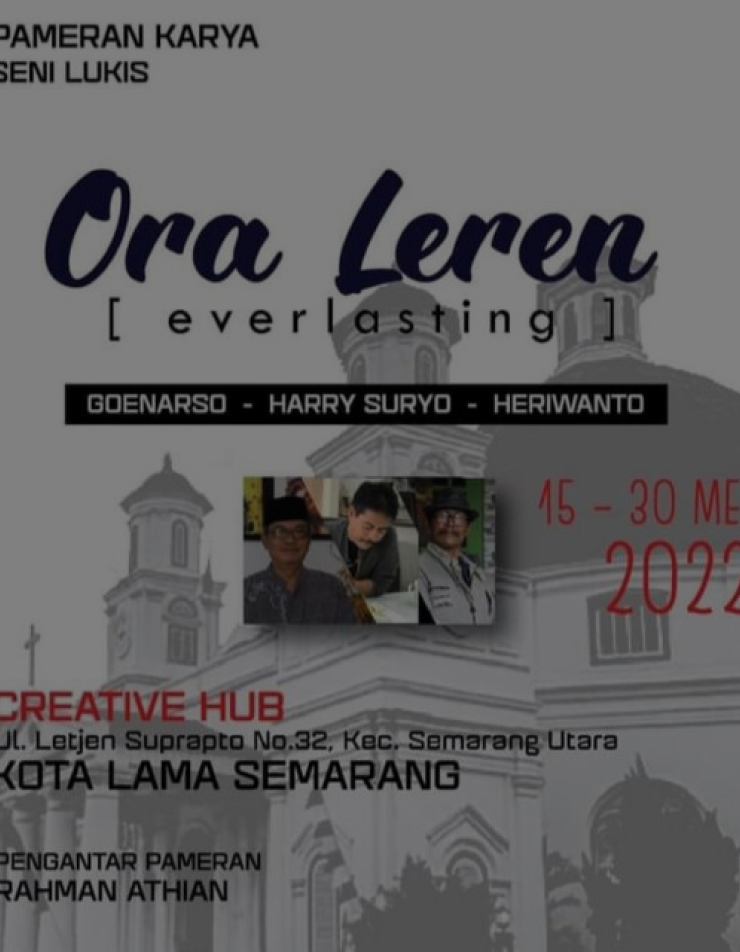 PAMERAN KARYA
SENI LUKIS
Ora Leren
[ everlasting ]
GOENARSO - HARRY SURYO - HERIWANTO
15 - 30 ME
2022
CREATIVE HUB
Jl. Letjen Suprapto No.32, Kec. Semarang Utara
KOTA LAMA SEMARANG
PENGANTAR PAMERAN
RAHMAN ATHIAN